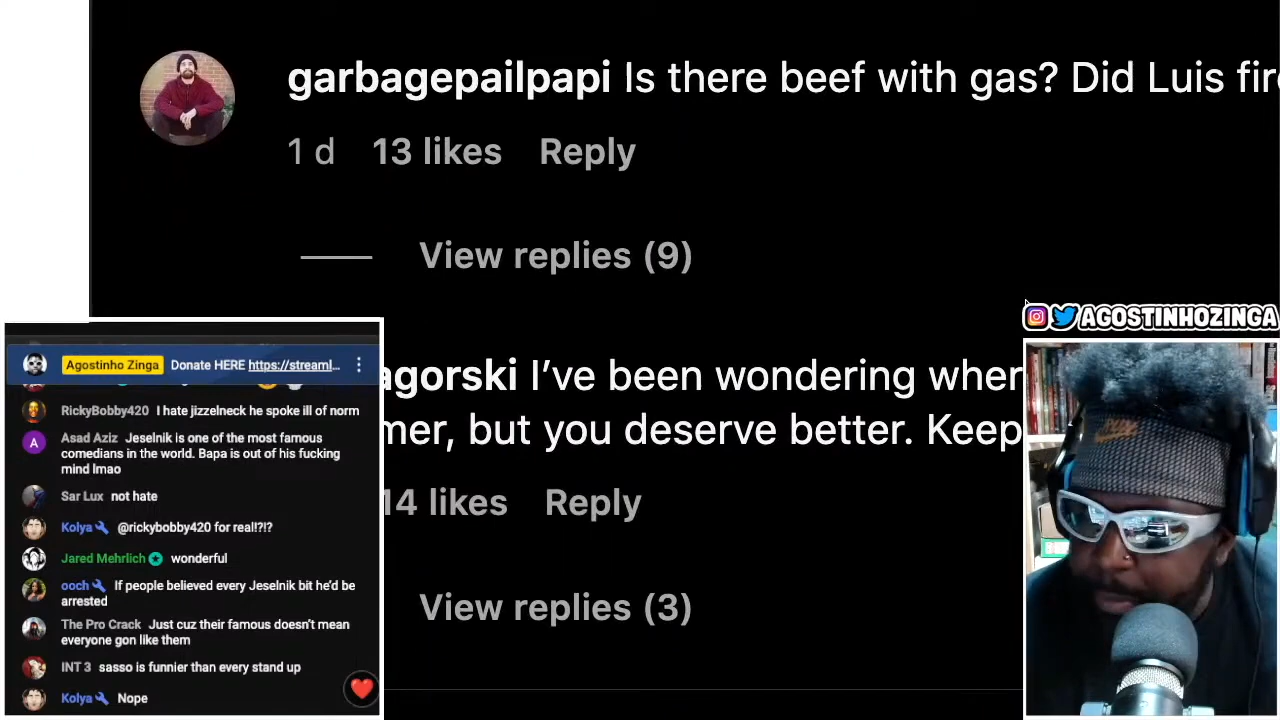 garbagepailpapi Is there beef with gas? Did Luis
1 d 13 likes Reply
View replies (9)
agorski I've been wondering
but you deserve better. Keep
14 likes Reply
View replies (3)
Agostinho Zinga Donate HERE https://streaml...
RickyBobby420 I hate jizzelneck he spoke ill of norm
A
Asad Aziz Jeselnik is one of the most famous
comedians in the world. Bapa is out of his fucking
mind lmao
Sar Lux not hate
Kolya @rickybobby420 for real!?!?
Jared Mehrlich wonderful
ooch If people believed every Jeselnik bit he'd be
arrested
The Pro Crack Just cuz their famous doesn't mean
everyone gon like them
INT 3 sasso is funnier than every stand up
Kolya Nope
AGOSTINHOZINGA